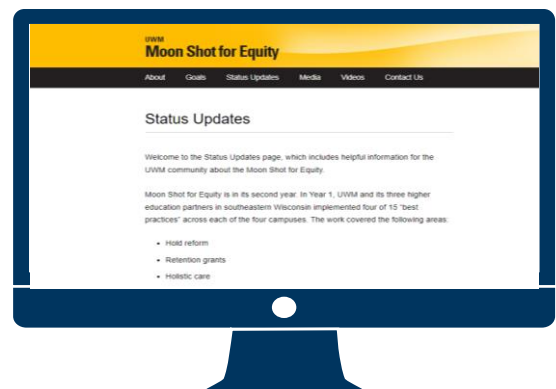 UWM
Moon Shot for Equity
About Goals Status Updates Media Videos Contact Us
Status Updates
Welcome to the Status Updates page, which includes helpful information for the
UWM community about the Moon Shot for Equity.
Moon Shot for Equity is in its second year. In Year 1, UWM and its three higher
education partners in southeastern Wisconsin implemented four of 15 "best
practices" across each of the four campuses. The work covered the following areas:
• Hold reform
• Retention grants
• Holistic care